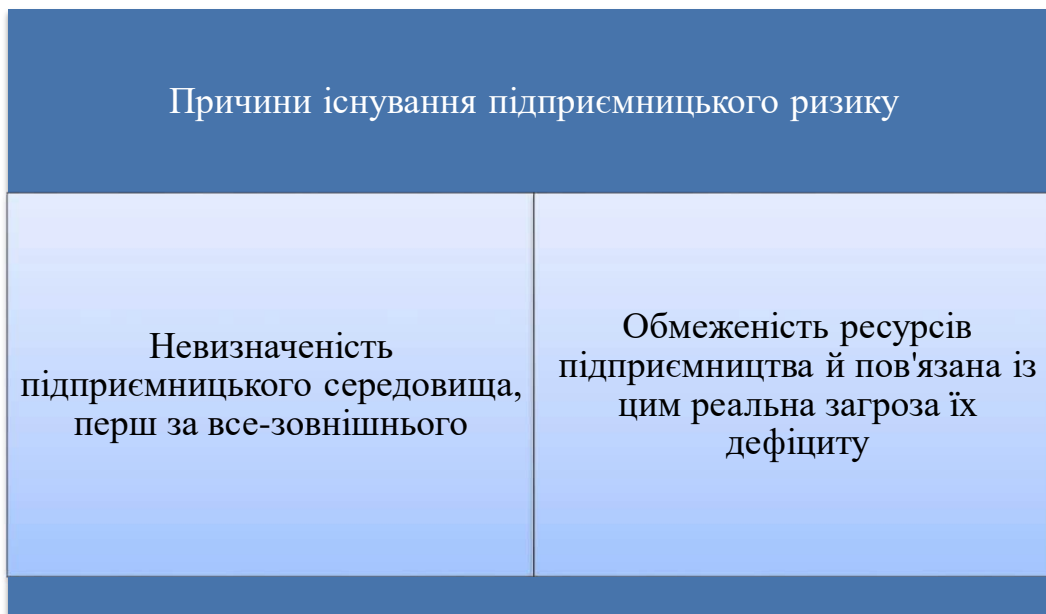 Причини існування підприємницького ризику
Невизначеність
підприємницького середовища,
перш за все-зовнішнього
Обмеженість ресурсів
підприємництва й пов'язана із
цим реальна загроза їх
дефіциту